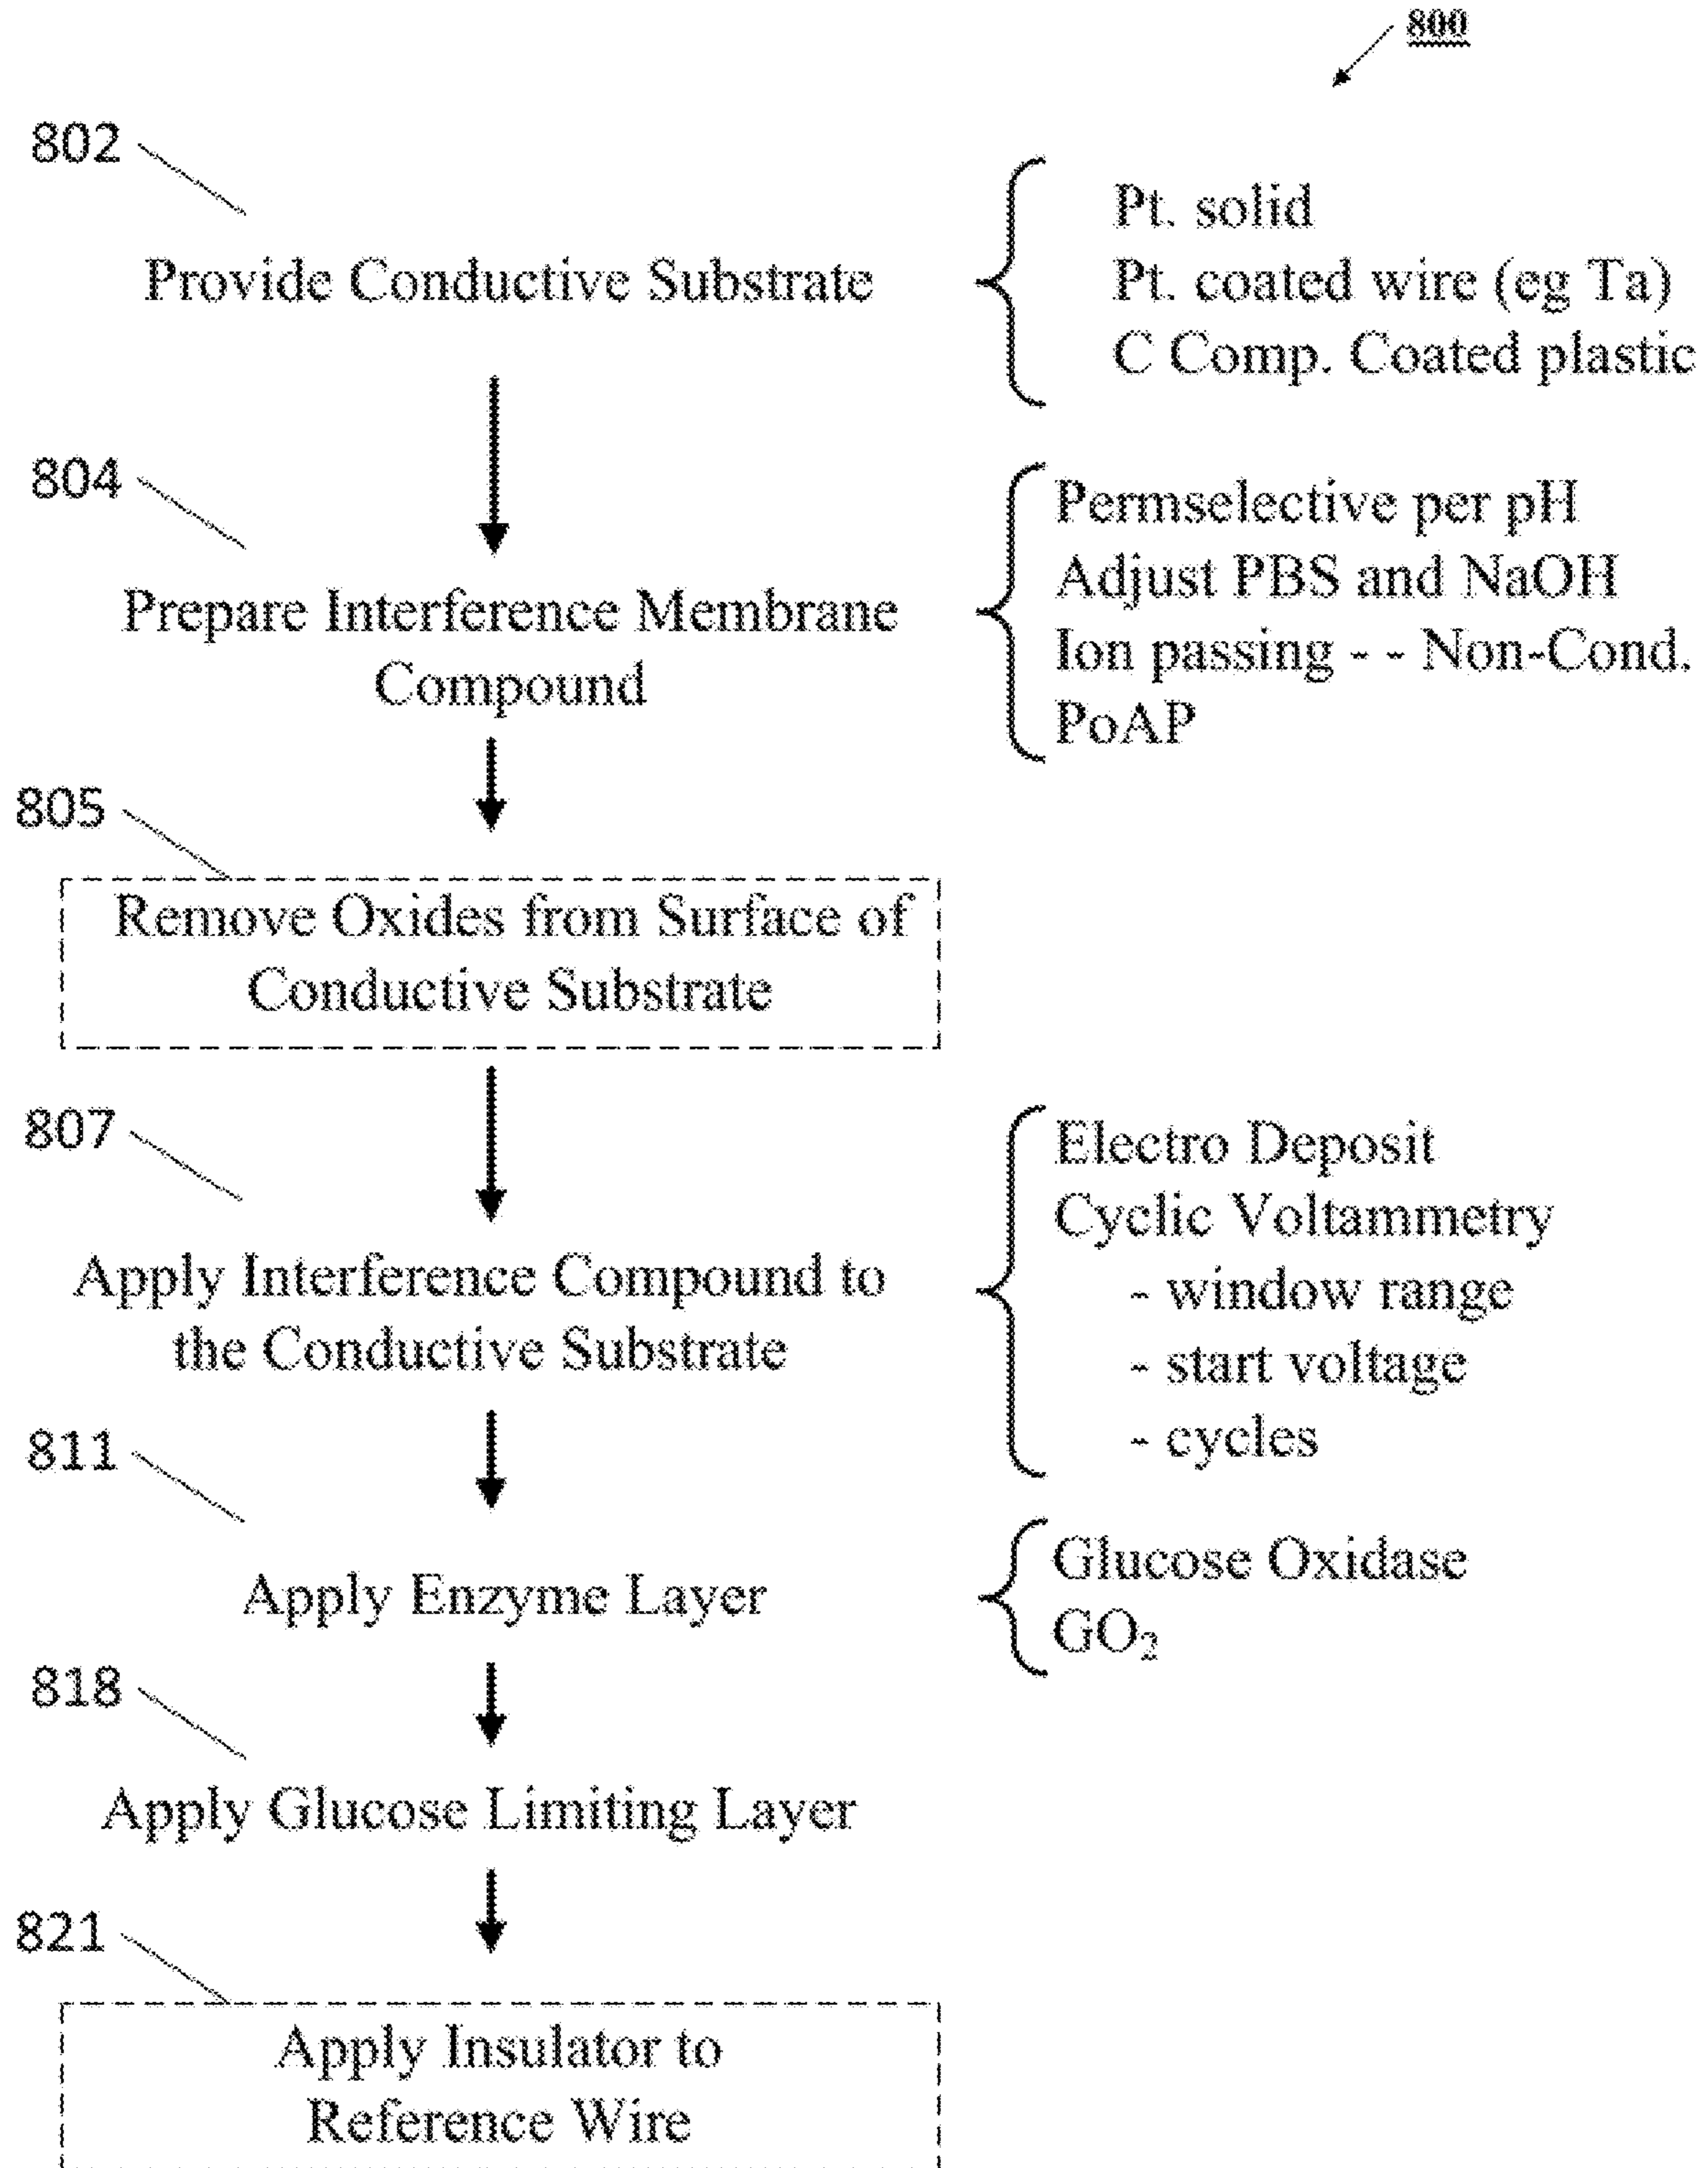 800
802
Provide Conductive Substrate
Pt. solid
Pt. coated wire (eg Ta)
C Comp. Coated plastic
804
Prepare Interference Membrane
Compound
Permselective per pH
Adjust PBS and NaOH
Ion passing - - Non-Cond.
PoAP
805
Remove Oxides from Surface of
Conductive Substrate
807
Apply Interference Compound to
the Conductive Substrate
Electro Deposit
Cyclic Voltammetry
- window range
- start voltage
- cycles
811
Apply Enzyme Layer
Glucose Oxidase
GO₂
818
Apply Glucose Limiting Layer
821
Apply Insulator to
Reference Wire